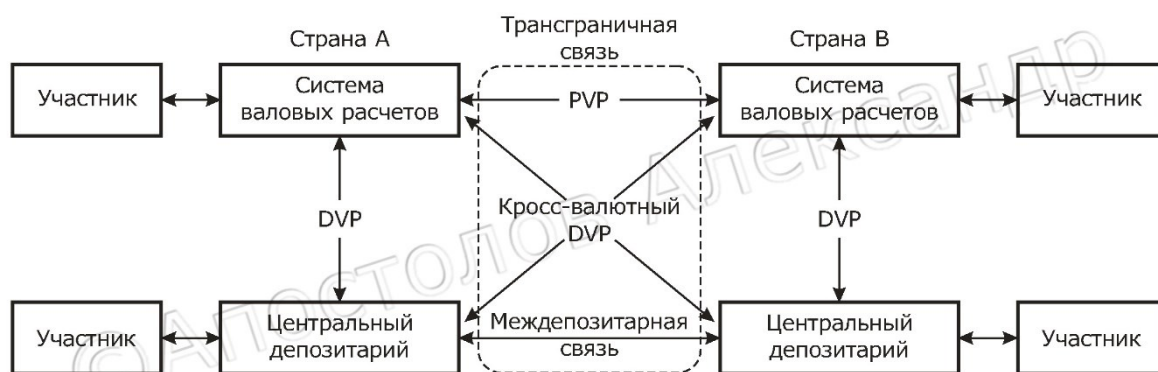 Трансграничная
связь
Страна А
Страна В
Участник
Система
валовых расчетов
PVP
Система
валовых расчетов
Участник
DVP
Кросс-валютный
DVP
DVP
Участник
Центральный
депозитарий
Междепозитарная
связь
Центральный
депозитарий
Участник
©Апостолов Александр